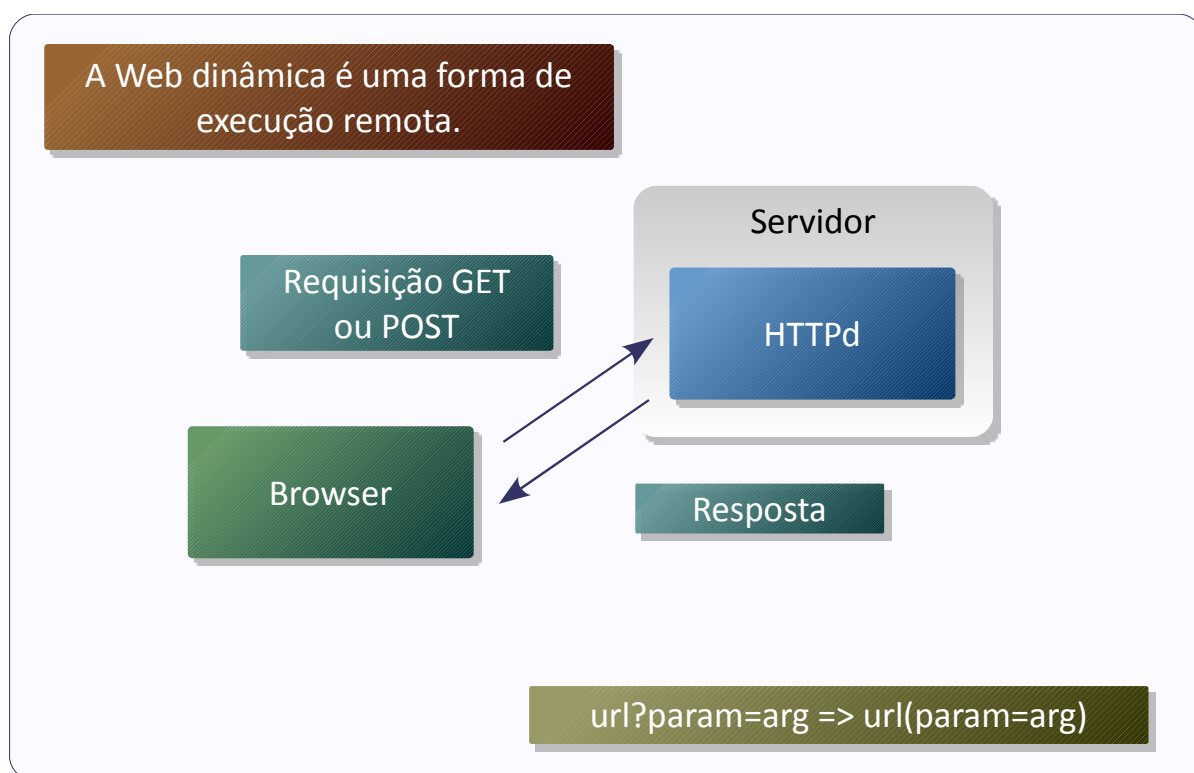 A Web dinâmica é uma forma de
execução remota.
Servidor
Requisição GET
ou POST
HTTPd
Browser
Resposta
url?param=arg => url(param=arg)